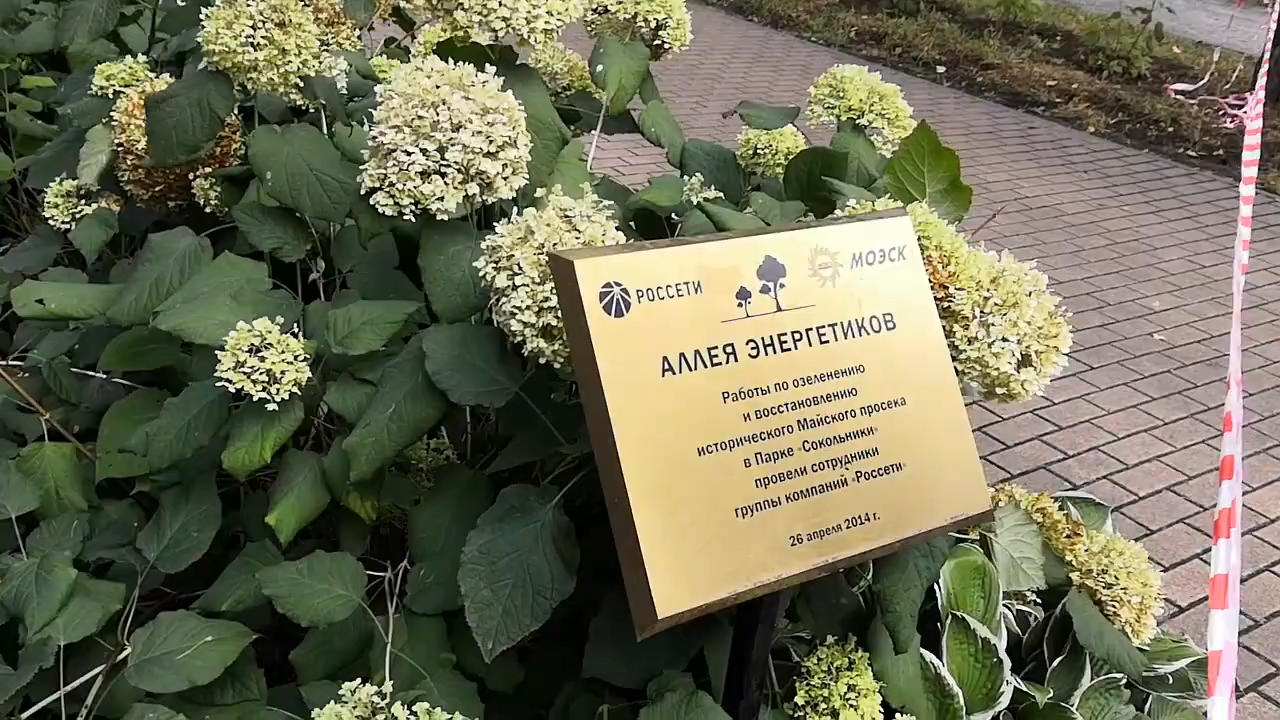 РОССЕТИ
МОЭСК
АЛЛЕЯ ЭНЕРГЕТИКОВ
Работы по озеленению
и восстановлению
исторического Майского просека
в Парке «Сокольники»
провели сотрудники
группы компаний «Россети»
26 апреля 2014 г.